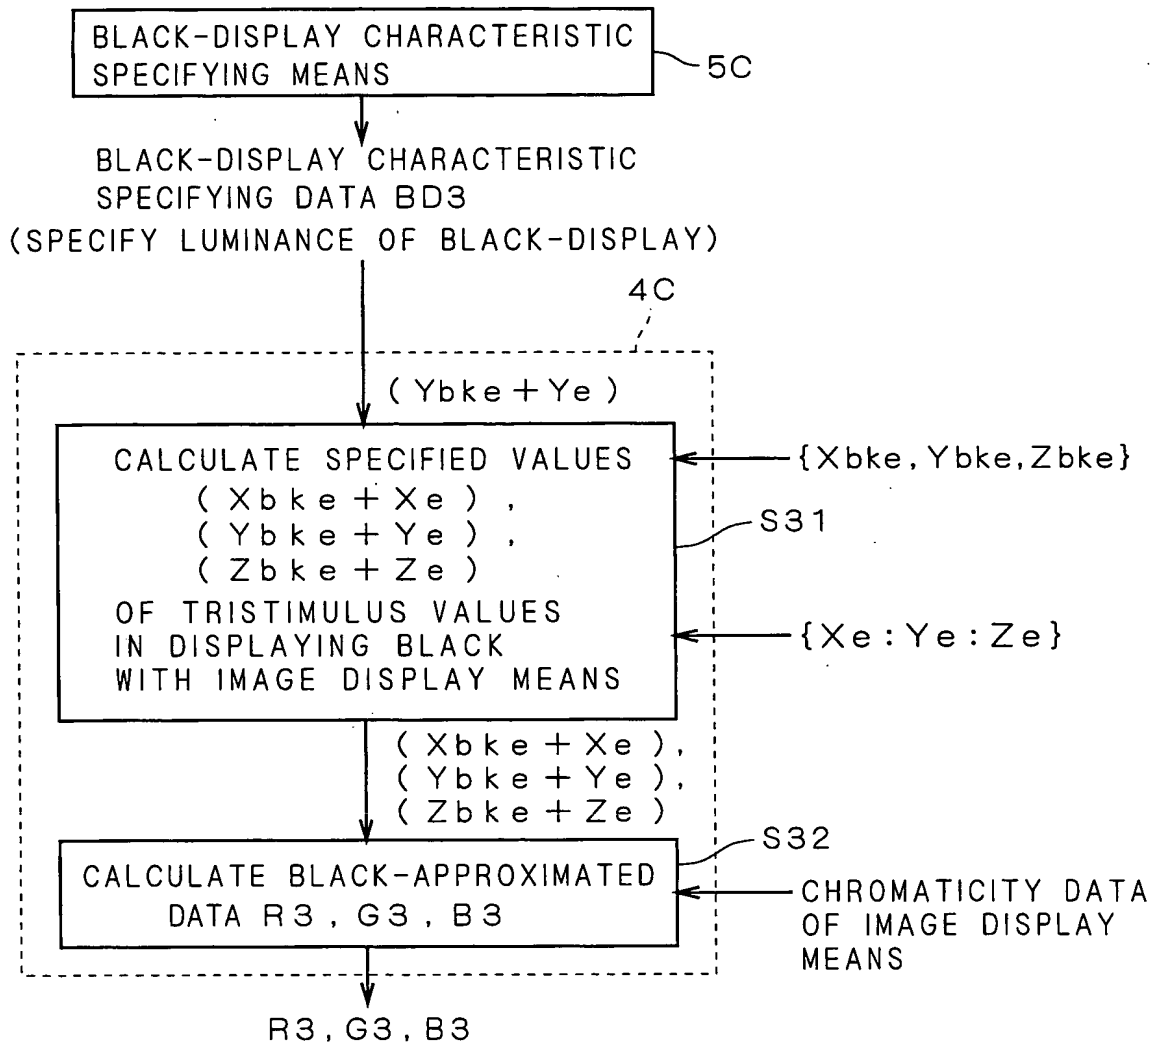 BLACK-DISPLAY CHARACTERISTIC
SPECIFYING MEANS
5C
BLACK-DISPLAY CHARACTERISTIC
SPECIFYING DATA BD3
(SPECIFY LUMINANCE OF BLACK-DISPLAY)
4C
(Ybke+Ye)
CALCULATE SPECIFIED VALUES
(Xbke+Xe),
(Ybke+Ye),
(Zbke+Ze)
OF TRISTIMULUS VALUES
IN DISPLAYING BLACK
WITH IMAGE DISPLAY MEANS
{Xbke,Ybke,Zbke}
S31
{Xe:Ye:Ze}
(Xbke+Xe),
(Ybke+Ye),
(Zbke+Ze)
S32
CALCULATE BLACK-APPROXIMATED
DATA R3,G3,B3
CHROMATICITY DATA
OF IMAGE DISPLAY
MEANS
R3,G3,B3